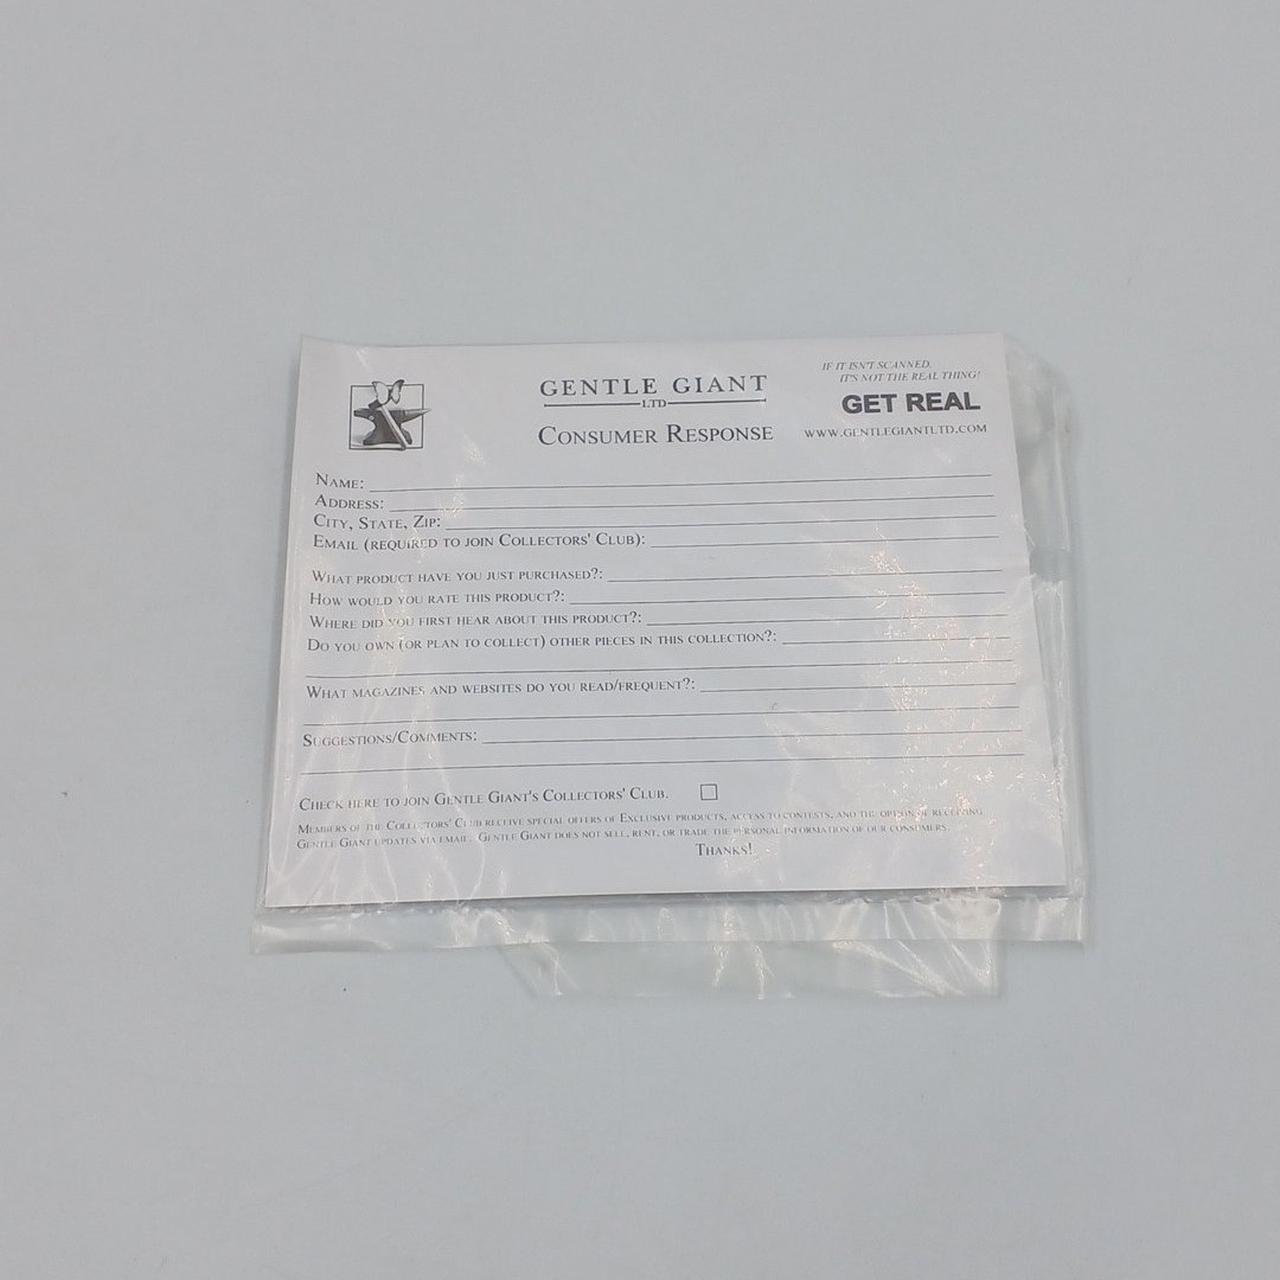 IF IT ISN'T SCANNED,
IT'S NOT THE REAL THING!
GENTLE GIANT
LTD
GET REAL
CONSUMER RESPONSE
WWW.GENTLEGIANTLTD.COM
NAME:
ADDRESS:
CITY, STATE, ZIP:
EMAIL (REQUIRED TO JOIN COLLECTORS' CLUB):
WHAT PRODUCT HAVE YOU JUST PURCHASED?:
HOW WOULD YOU RATE THIS PRODUCT?:
WHERE DID YOU FIRST HEAR ABOUT THIS PRODUCT?:
DO YOU OWN (OR PLAN TO COLLECT) OTHER PIECES IN THIS COLLECTION?:
WHAT MAGAZINES AND WEBSITES DO YOU READ/FREQUENT?:
SUGGESTIONS/COMMENTS:
CHECK HERE TO JOIN GENTLE GIANT'S COLLECTORS' CLUB.
MEMBERS OF THE COLLECTORS' CLUB RECEIVE SPECIAL OFFERS OF EXCLUSIVE PRODUCTS, ACCESS TO CONTESTS, AND THE OPTION OF RECEIVING
GENTLE GIANT UPDATES VIA EMAIL. GENTLE GIANT DOES NOT SELL, RENT, OR TRADE THE PERSONAL INFORMATION OF OUR CONSUMERS.
THANKS!